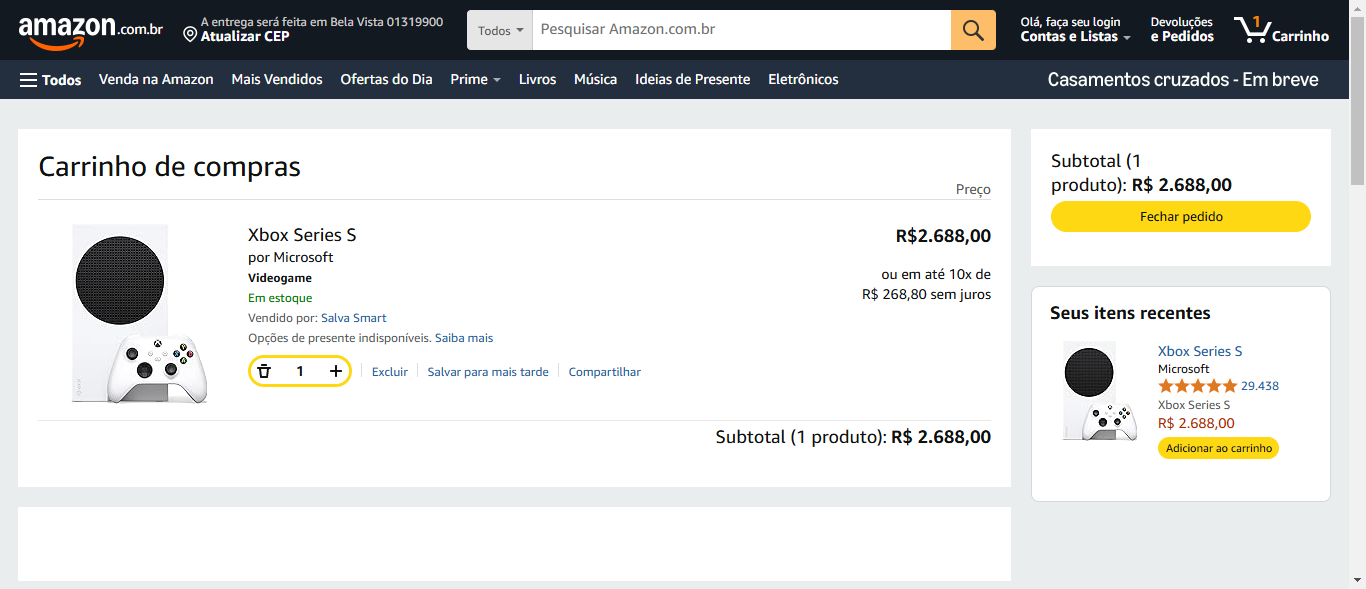 amazon.com.br
A entrega será feita em Bela Vista 01319900
Atualizar CEP
Todos
Pesquisar Amazon.com.br
Olá, faça seu login
Contas e Listas
Devoluções
e Pedidos
1
Carrinho
Todos
Venda na Amazon
Mais Vendidos
Ofertas do Dia
Prime
Livros
Música
Ideias de Presente
Eletrônicos
Casamentos cruzados - Em breve
Carrinho de compras
Preço
Xbox Series S
R$2.688,00
por Microsoft
Videogame
ou em até 10x de
R$ 268,80 sem juros
Em estoque
Vendido por: Salva Smart
Opções de presente indisponíveis. Saiba mais
1
Excluir
Salvar para mais tarde
Compartilhar
Subtotal (1 produto): R$ 2.688,00
Subtotal (1
produto): R$ 2.688,00
Fechar pedido
Seus itens recentes
Xbox Series S
Microsoft
29.438
Xbox Series S
R$ 2.688,00
Adicionar ao carrinho